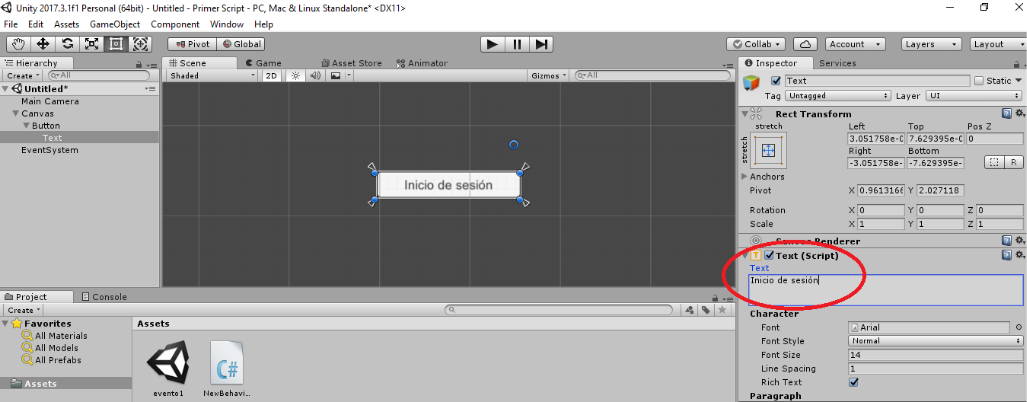 Unity 2017.3.1f1 Personal (64bit) - Untitled - Primer Script - PC, Mac & Linux Standalone* <DX11>
File Edit Assets GameObject Component Window Help
Pivot Global Collab Account Layers Layout
Hierarchy
Create All
Untitled*
Main Camera
Canvas
Button
Text
EventSystem
Scene Game Asset Store Animator
Shaded 2D Gizmos All
Inicio de sesión
Inspector Services
Text Static
Tag Untagged Layer UI
Rect Transform
stretch
stretch
Left Top Pos Z
3.051758e-0 7.629395e-0 0
Right Bottom
-3.051758e- -7.629395e- R
Anchors
Pivot X 0.9613166 Y 2.027118
Rotation X 0 Y 0 Z 0
Scale X 1 Y 1 Z 1
Canvas Renderer
Text (Script)
Text
Inicio de sesión
Character
Font Arial
Font Style Normal
Font Size 14
Line Spacing 1
Rich Text
Paragraph
Project Console
Create
Favorites
All Materials
All Models
All Prefabs
Assets
Assets
C#
evento1 NewBehavi..